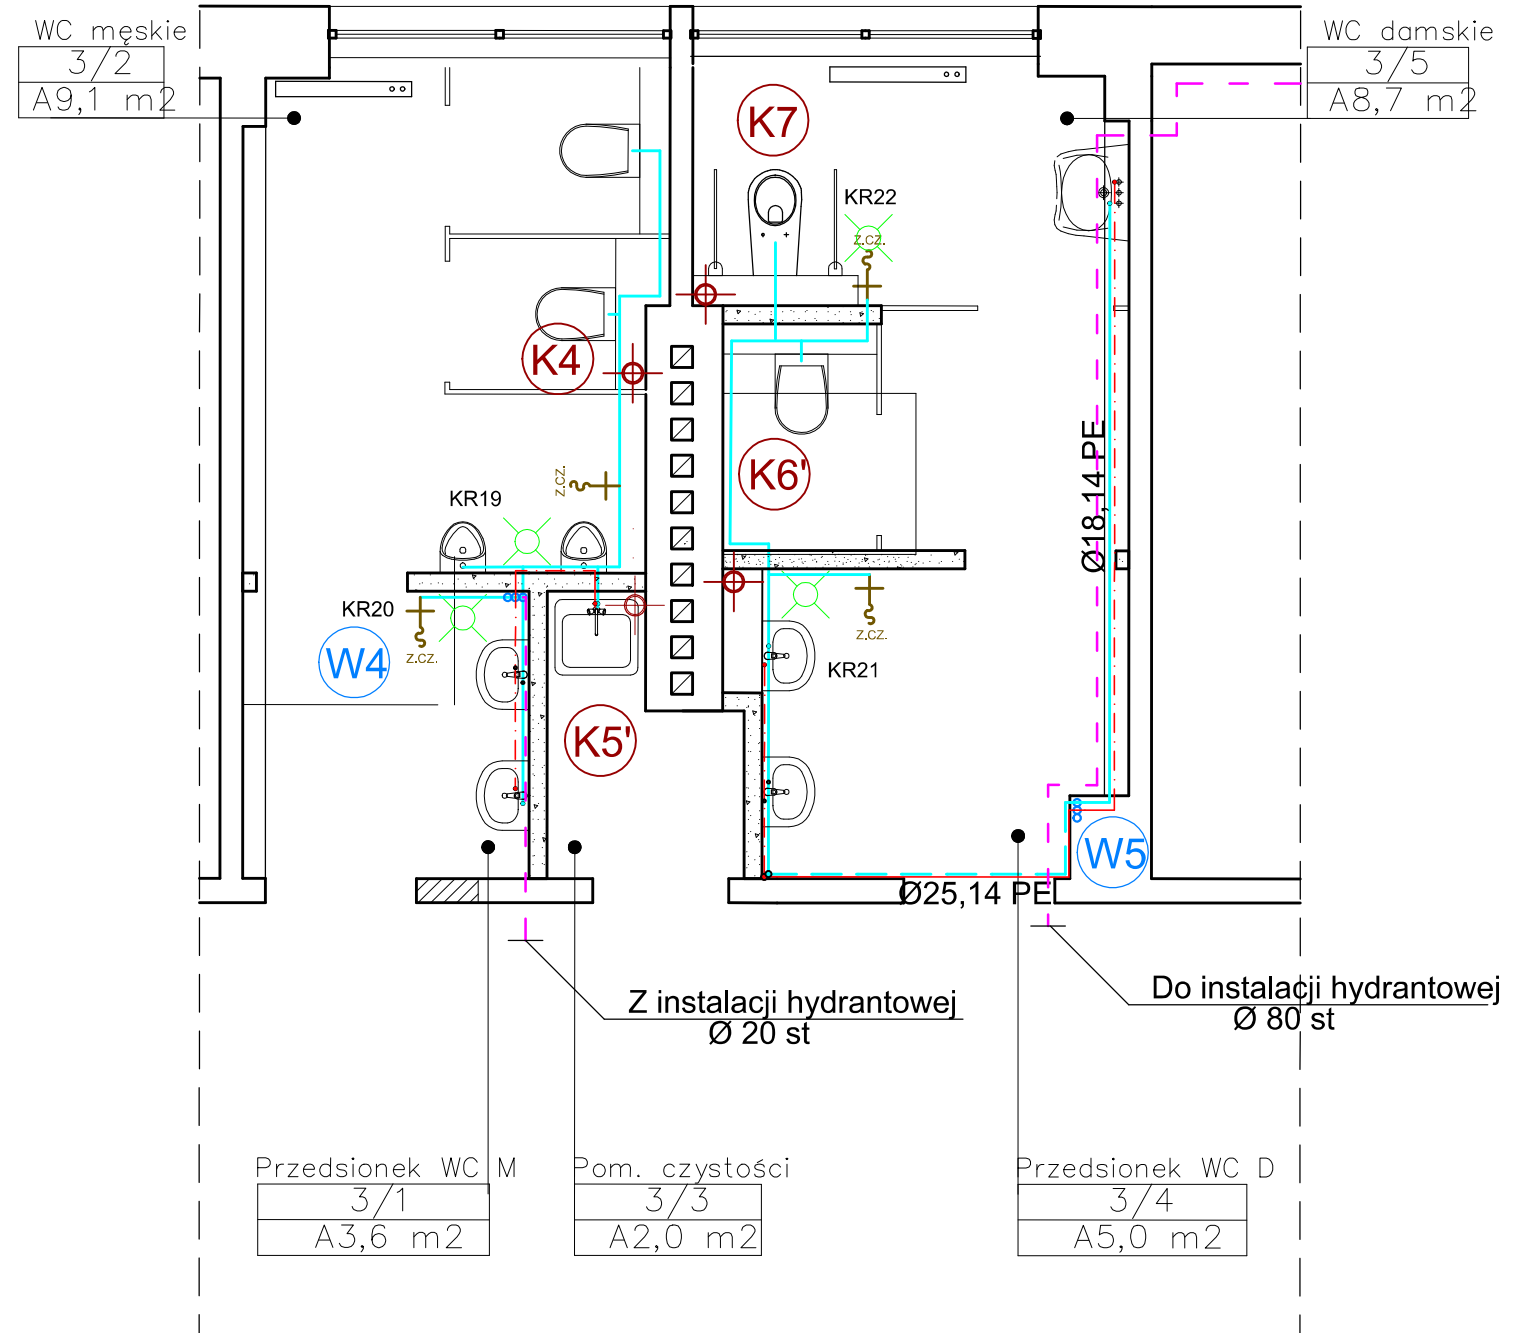 WC męskie
3/2
A9,1 m2
WC damskie
3/5
A8,7 m2
K7
KR22
z.cz.
K4
K6'
z.cz.
KR19
Ø18,14 PE
KR20
z.cz.
W4
z.cz.
KR21
K5'
W5
Ø25,14 PE
Z instalacji hydrantowej
Ø 20 st
Do instalacji hydrantowej
Ø 80 st
Przedsionek WC M
3/1
A3,6 m2
Pom. czystości
3/3
A2,0 m2
Przedsionek WC D
3/4
A5,0 m2